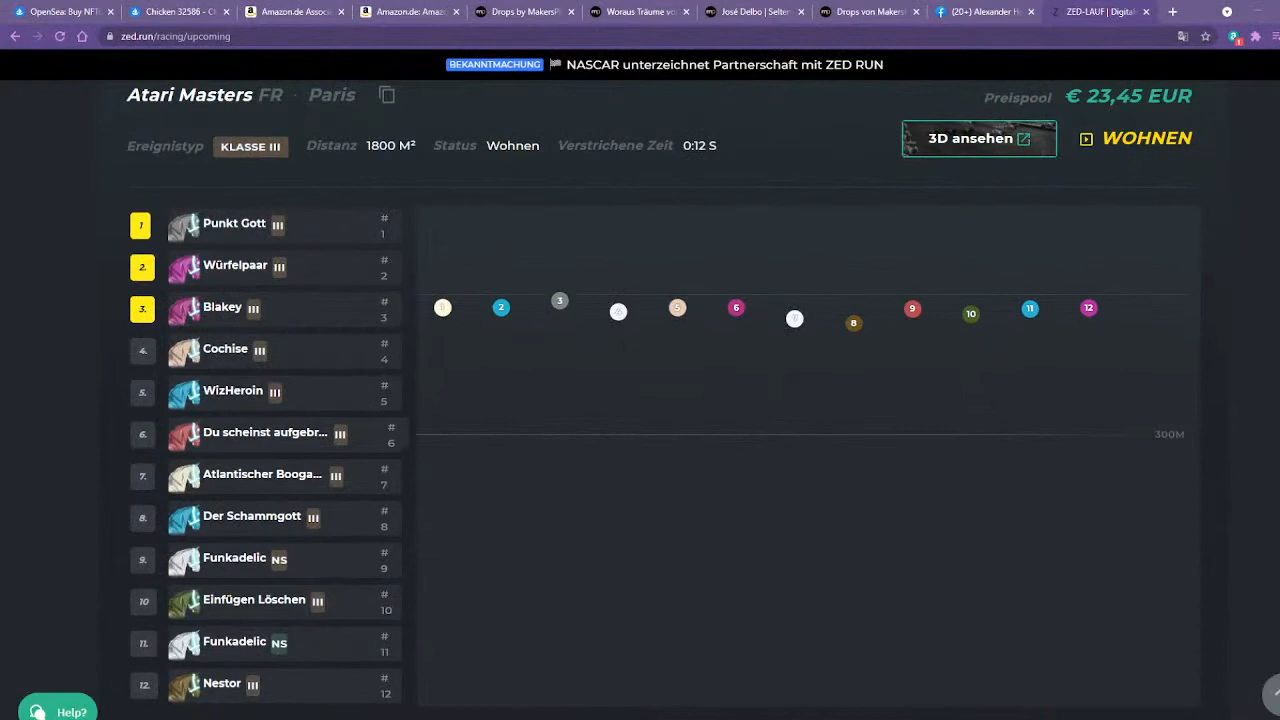 OpenSea: Buy NFT
Chicken 32586 - C
Amazon.de Associ
Amazon.de: Amaz
Drops by MakersP
Woraus Träume vo
José Delbo | Selten
Drops von Makersl
(20+) Alexander H
ZED-LAUF | Digital
zed.run/racing/upcoming
BEKANNTMACHUNG NASCAR unterzeichnet Partnerschaft mit ZED RUN
Atari Masters FR · Paris
Preispool € 23,45 EUR
Ereignistyp KLASSE III Distanz 1800 M² Status Wohnen Verstrichene Zeit 0:12 S
3D ansehen
WOHNEN
1 Punkt Gott III # 1
2. Würfelpaar III # 2
3. Blakey III # 3
4. Cochise III # 4
5. WizHeroin III # 5
6. Du scheinst aufgebr... III # 6
7. Atlantischer Booga... III # 7
8. Der Schammgott III # 8
9. Funkadelic NS # 9
10 Einfügen Löschen III # 10
11. Funkadelic NS # 11
12. Nestor III # 12
1 2 3 4 5 6 7 8 9 10 11 12
300M
Help?